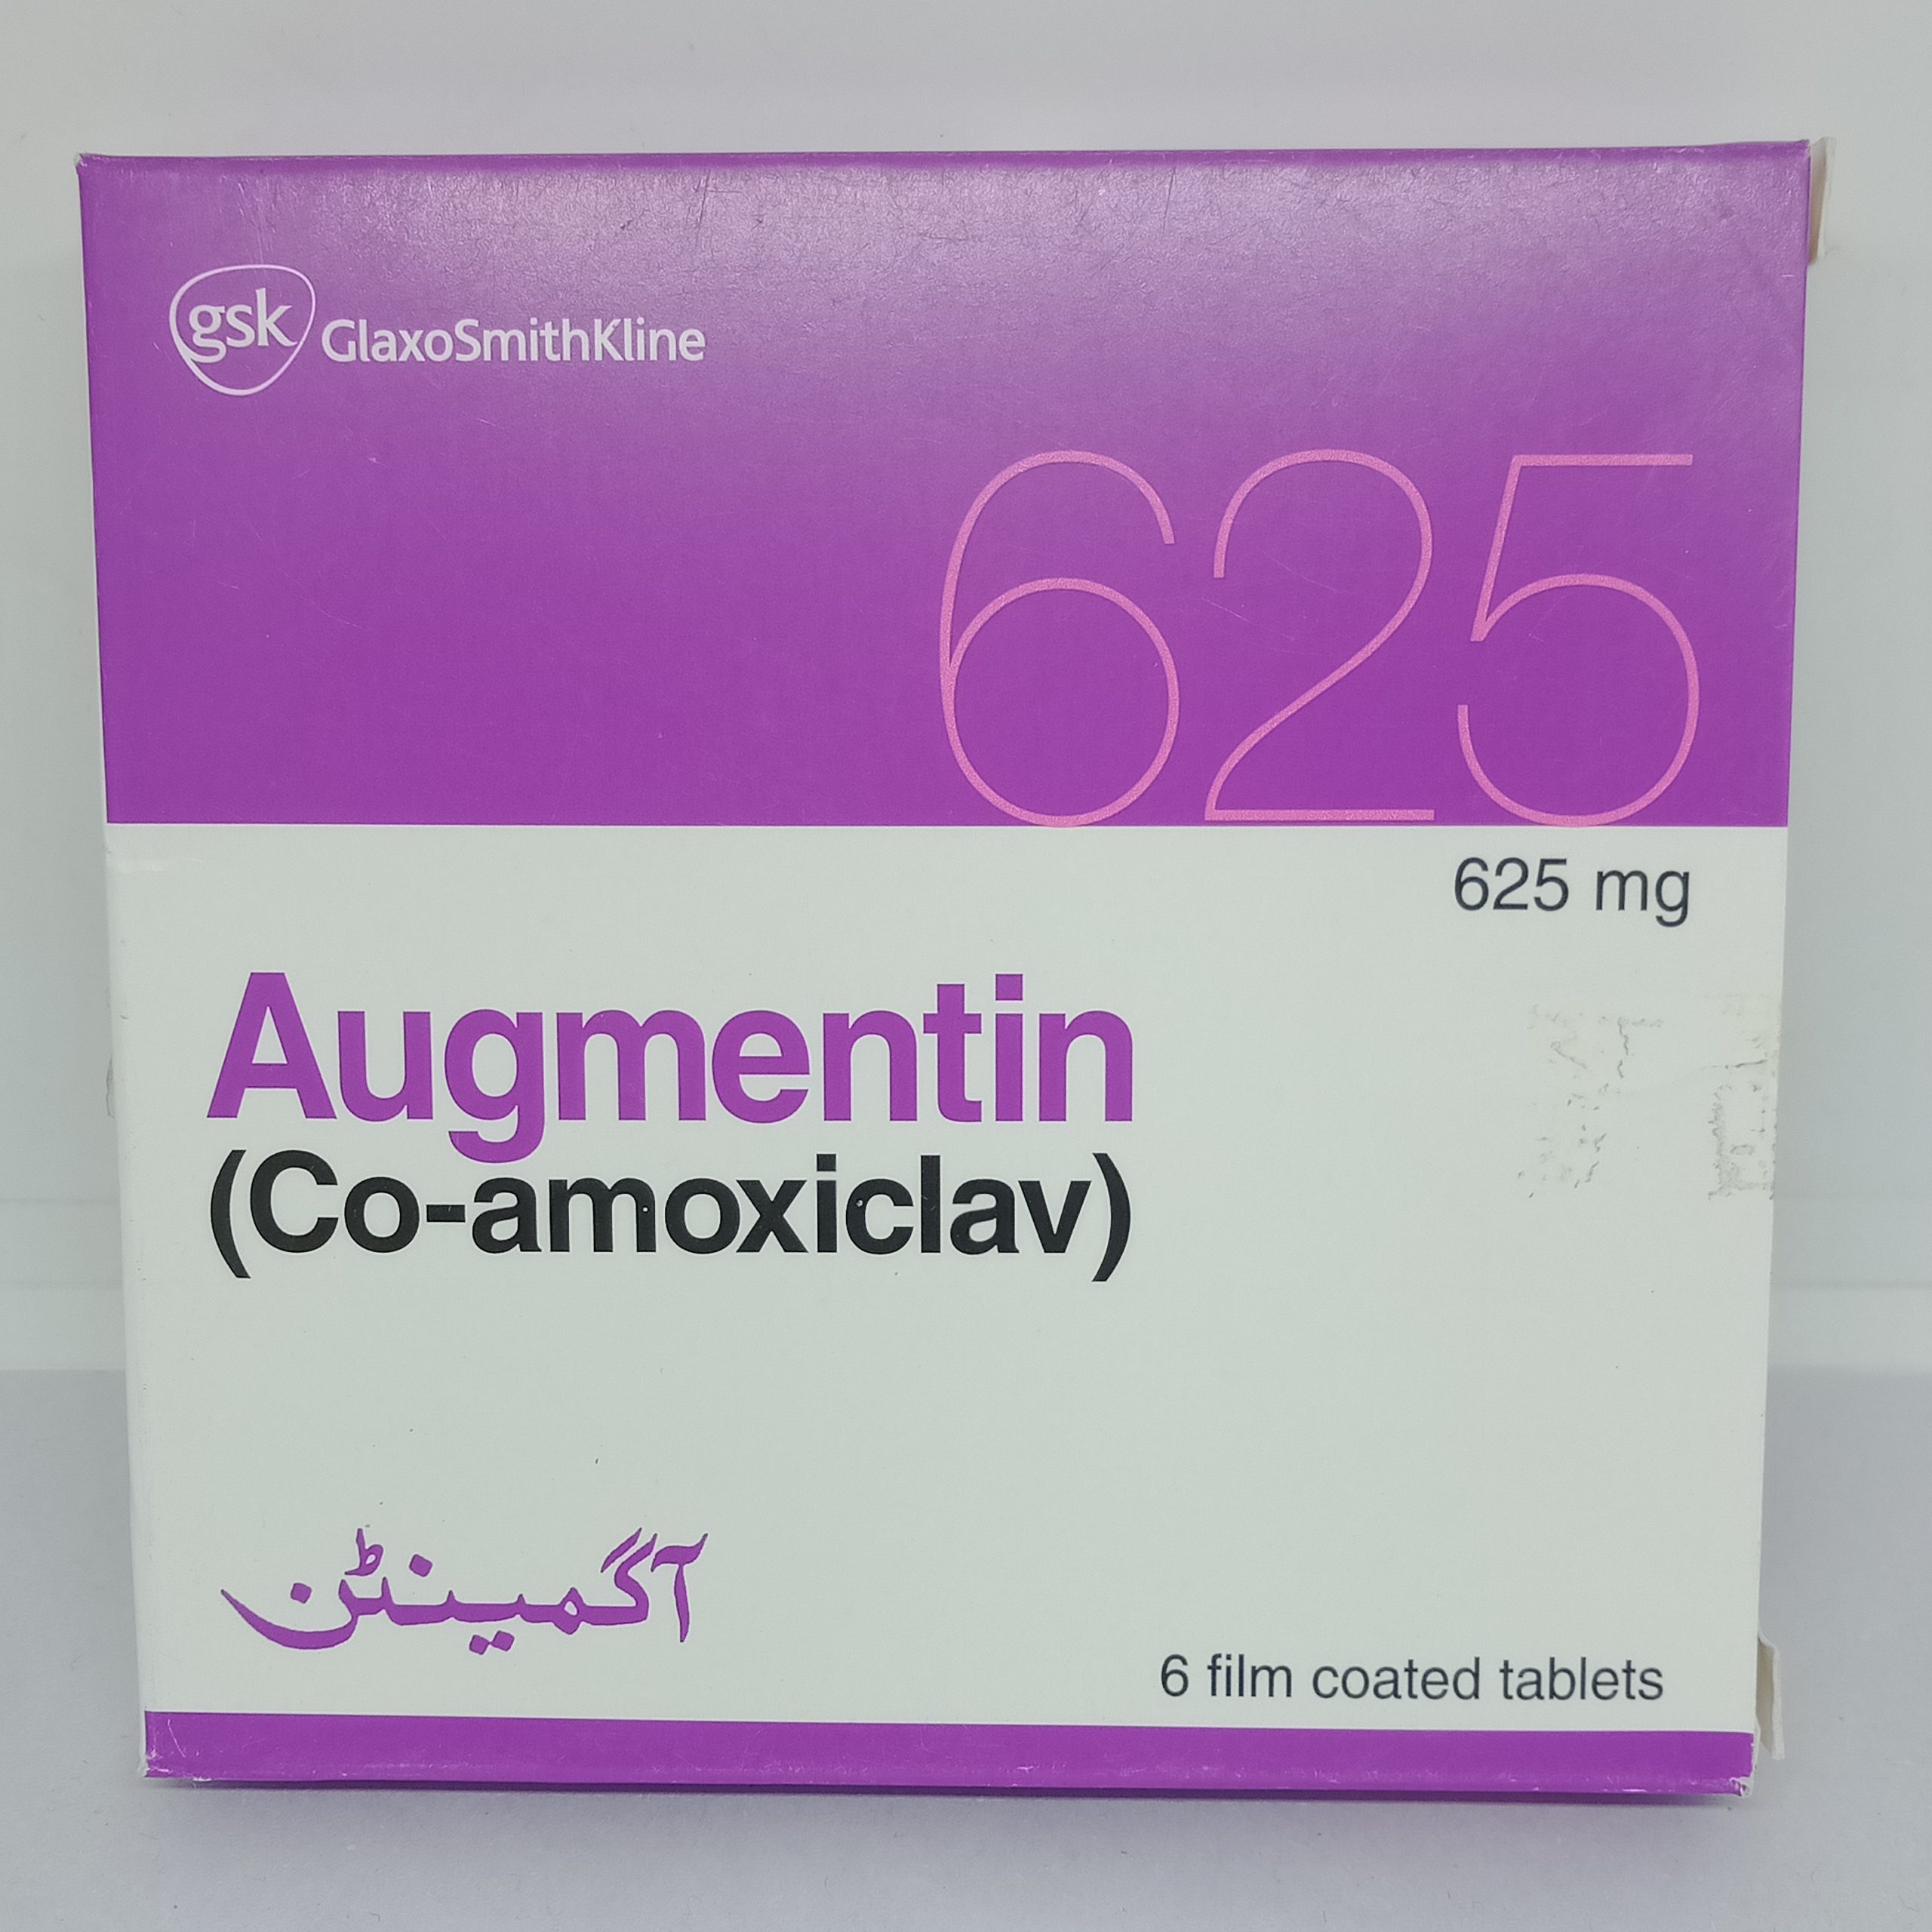 gsk GlaxoSmithKline
625
625 mg
Augmentin
(Co-amoxiclav)
آگمینٹن
6 film coated tablets